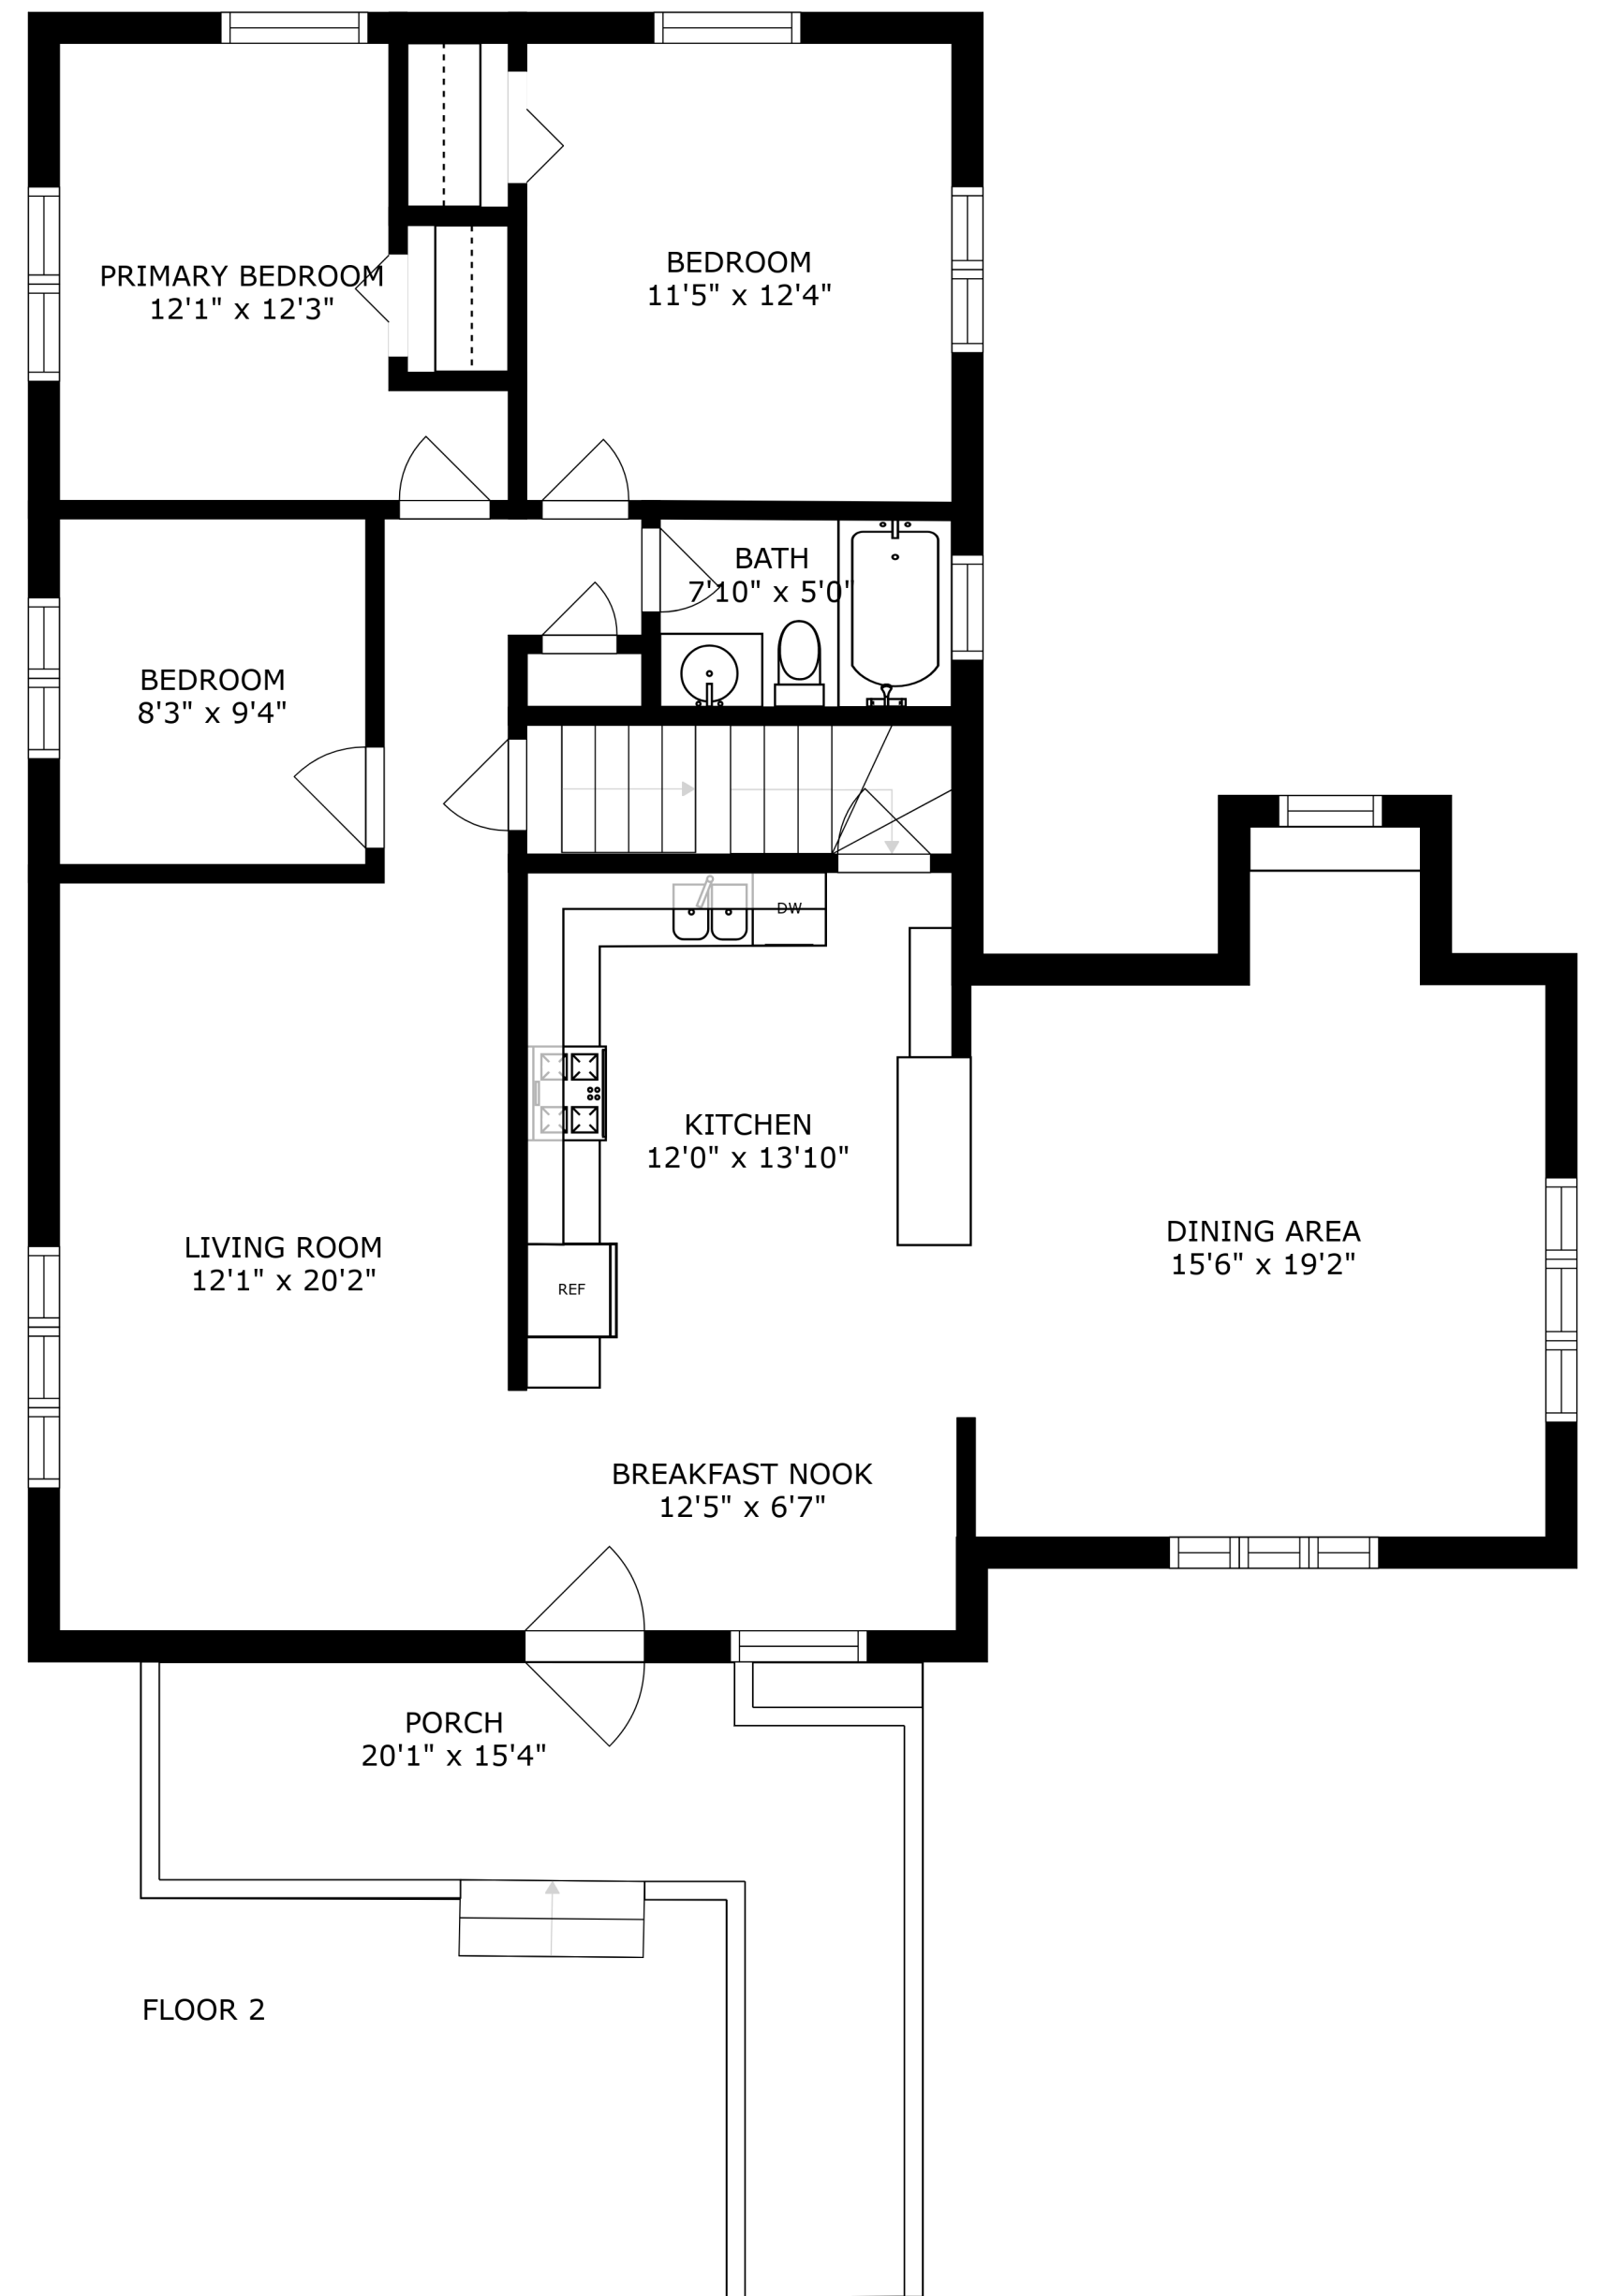 PRIMARY BEDROOM
12'1" x 12'3"
BEDROOM
11'5" x 12'4"
BATH
7'10" x 5'0"
BEDROOM
8'3" x 9'4"
DW
KITCHEN
12'0" x 13'10"
LIVING ROOM
12'1" x 20'2"
DINING AREA
15'6" x 19'2"
REF
BREAKFAST NOOK
12'5" x 6'7"
PORCH
20'1" x 15'4"
FLOOR 2